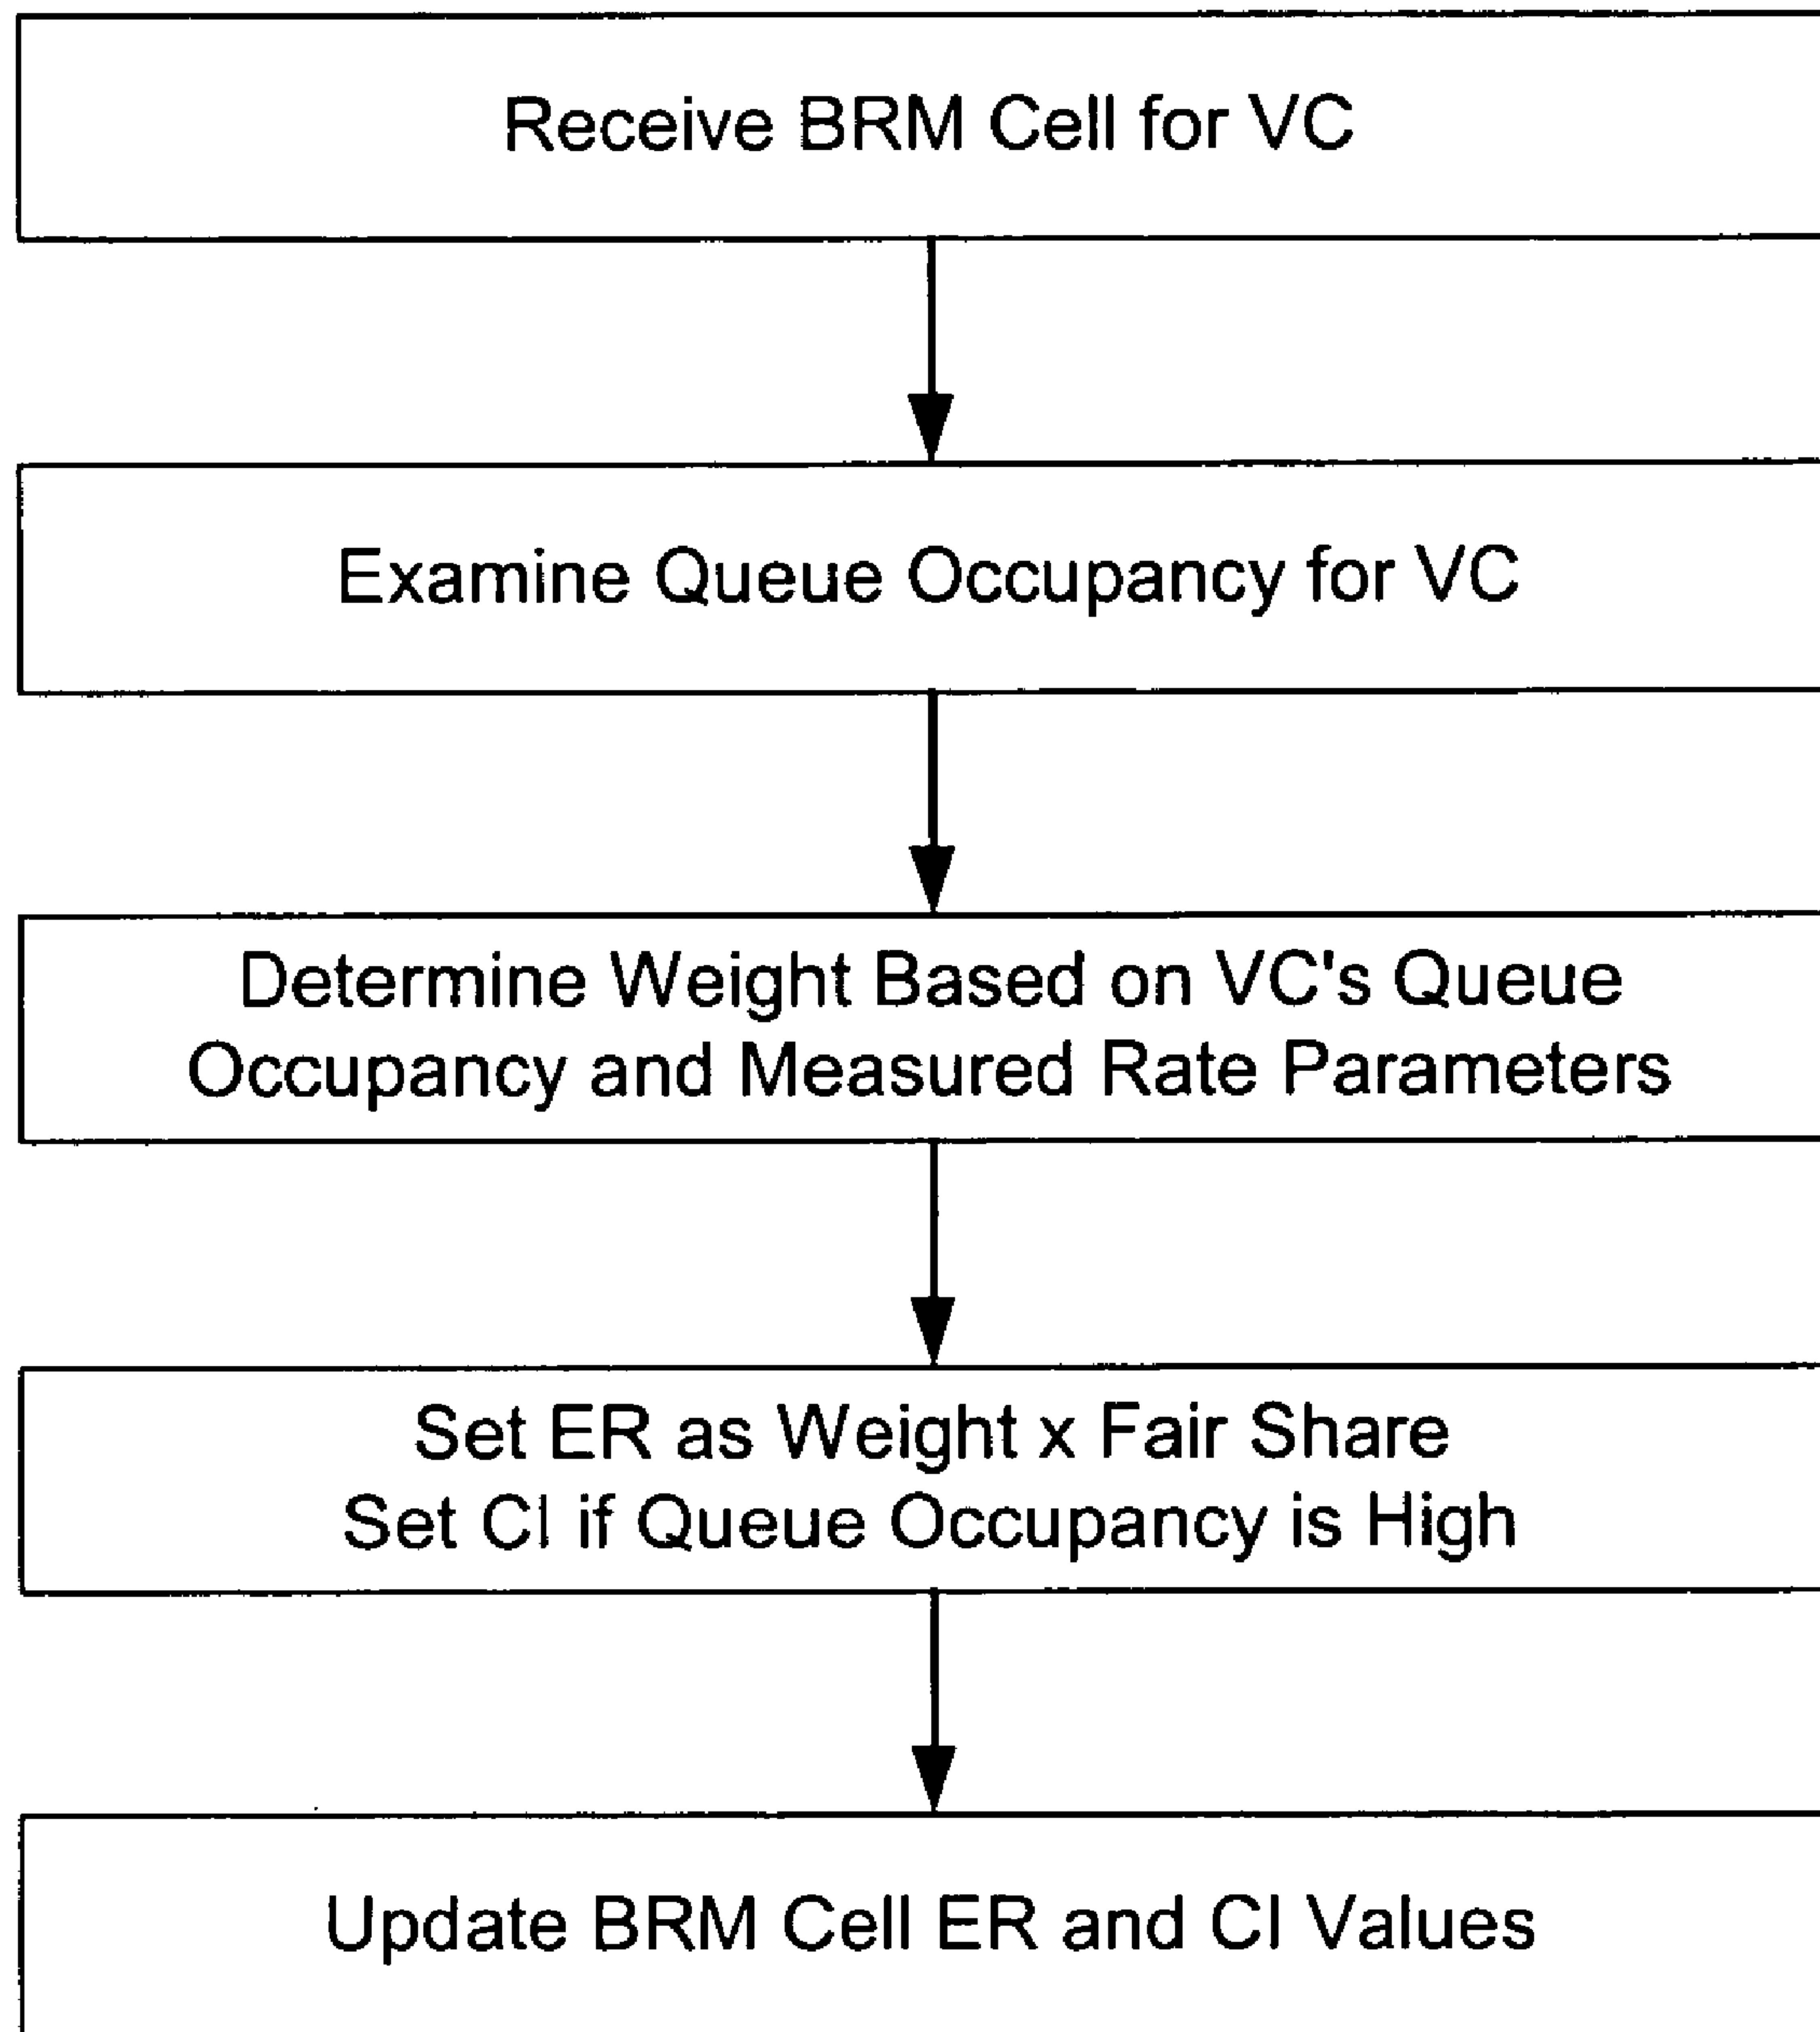 Receive BRM Cell for VC
Examine Queue Occupancy for VC
Determine Weight Based on VC's Queue
Occupancy and Measured Rate Parameters
Set ER as Weight x Fair Share
Set CI if Queue Occupancy is High
Update BRM Cell ER and CI Values